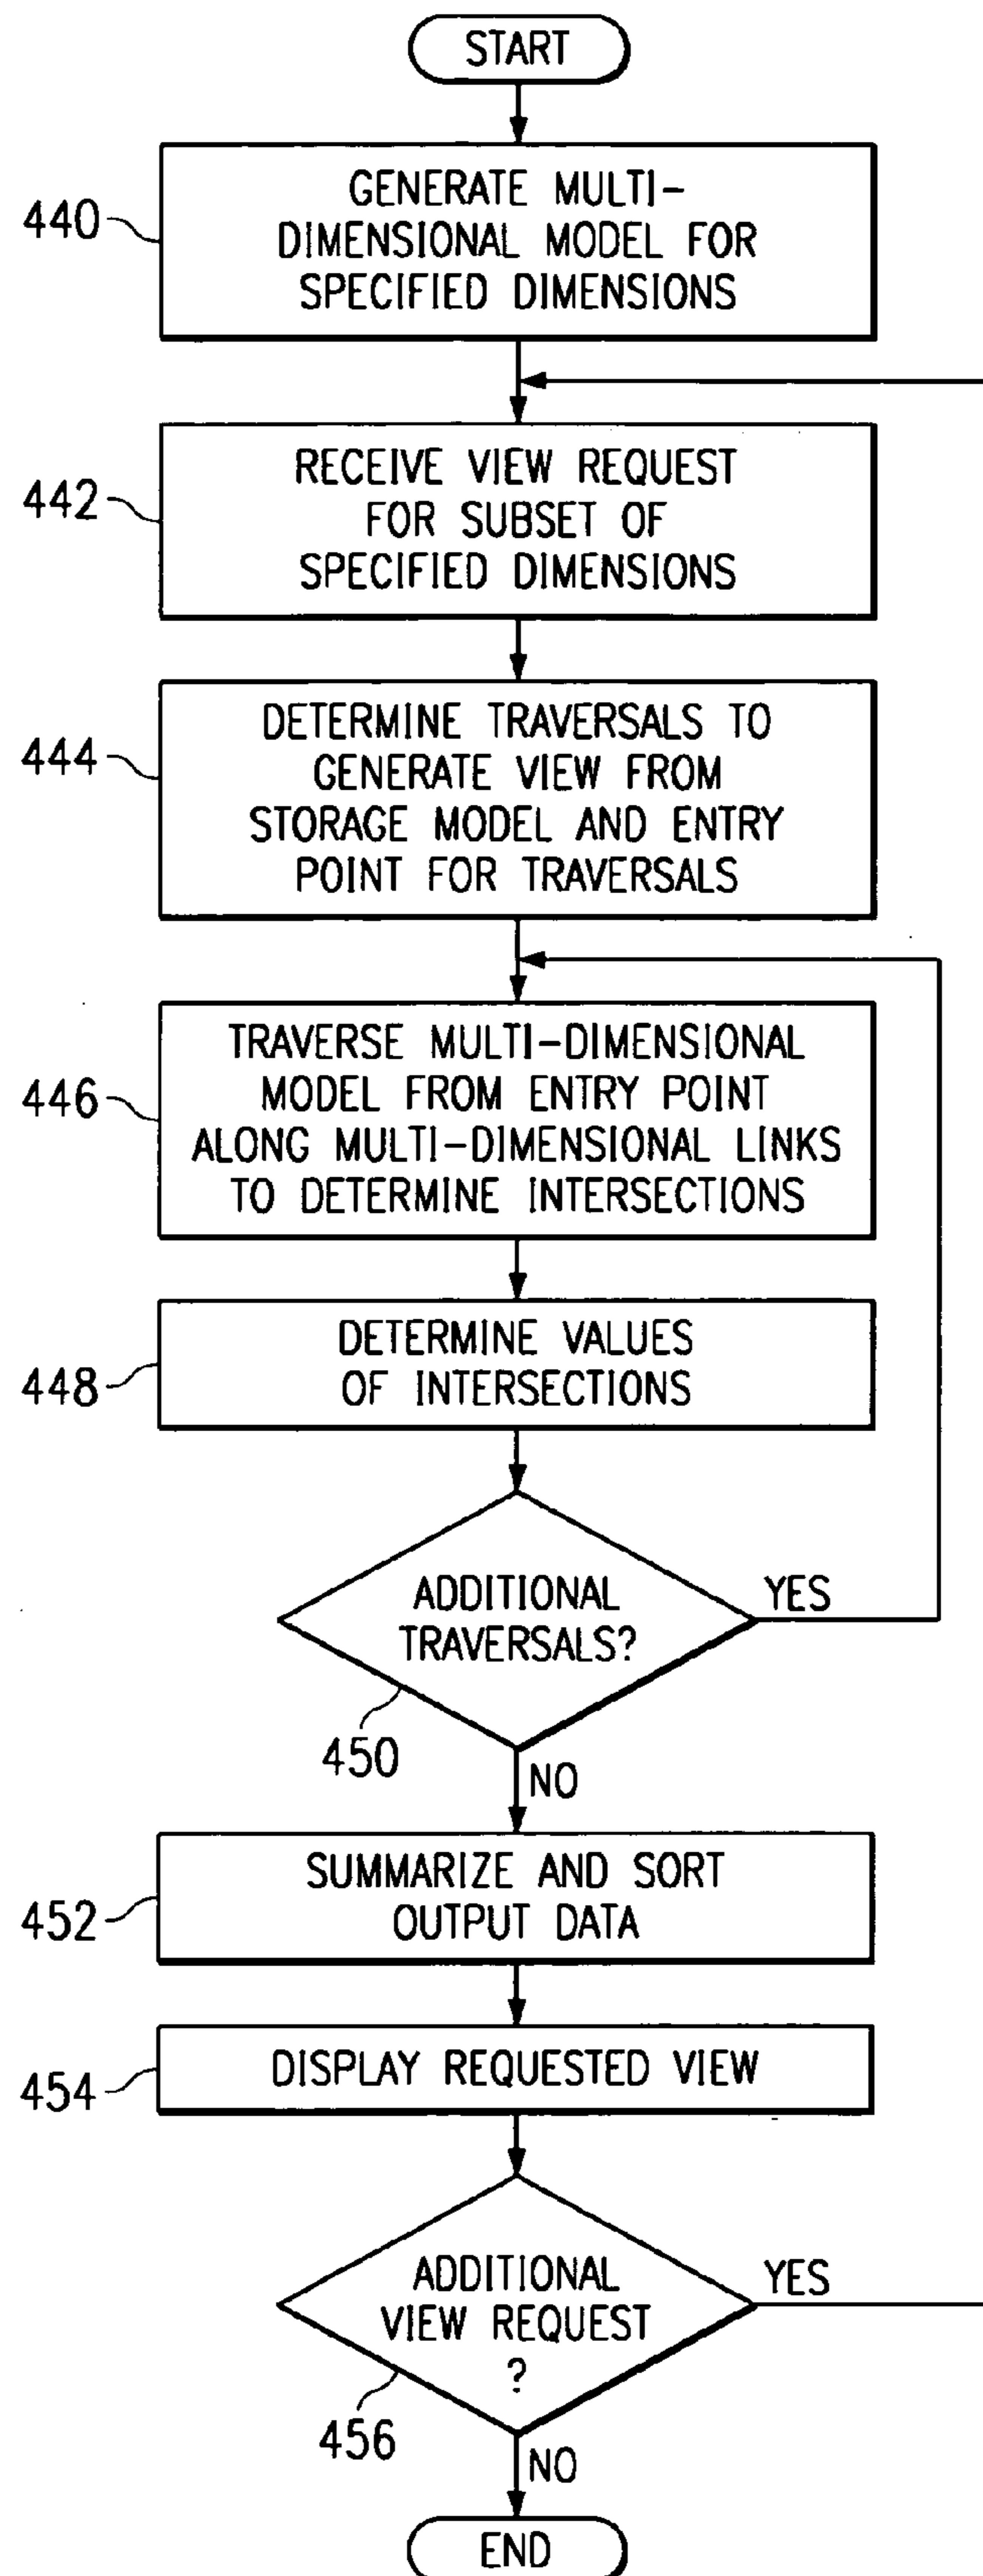 START
440
GENERATE MULTI-
DIMENSIONAL MODEL FOR
SPECIFIED DIMENSIONS
442
RECEIVE VIEW REQUEST
FOR SUBSET OF
SPECIFIED DIMENSIONS
444
DETERMINE TRAVERSALS TO
GENERATE VIEW FROM
STORAGE MODEL AND ENTRY
POINT FOR TRAVERSALS
446
TRAVERSE MULTI-DIMENSIONAL
MODEL FROM ENTRY POINT
ALONG MULTI-DIMENSIONAL LINKS
TO DETERMINE INTERSECTIONS
448
DETERMINE VALUES
OF INTERSECTIONS
ADDITIONAL
TRAVERSALS?
YES
450
NO
452
SUMMARIZE AND SORT
OUTPUT DATA
454
DISPLAY REQUESTED VIEW
ADDITIONAL
VIEW REQUEST
?
YES
456
NO
END